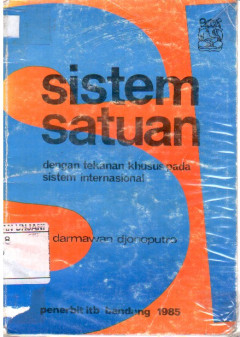 sistem
satuan
dengan tekanan khusus pada
sistem internasional
darmawan djonoputro
penerbit itb bandung 1985